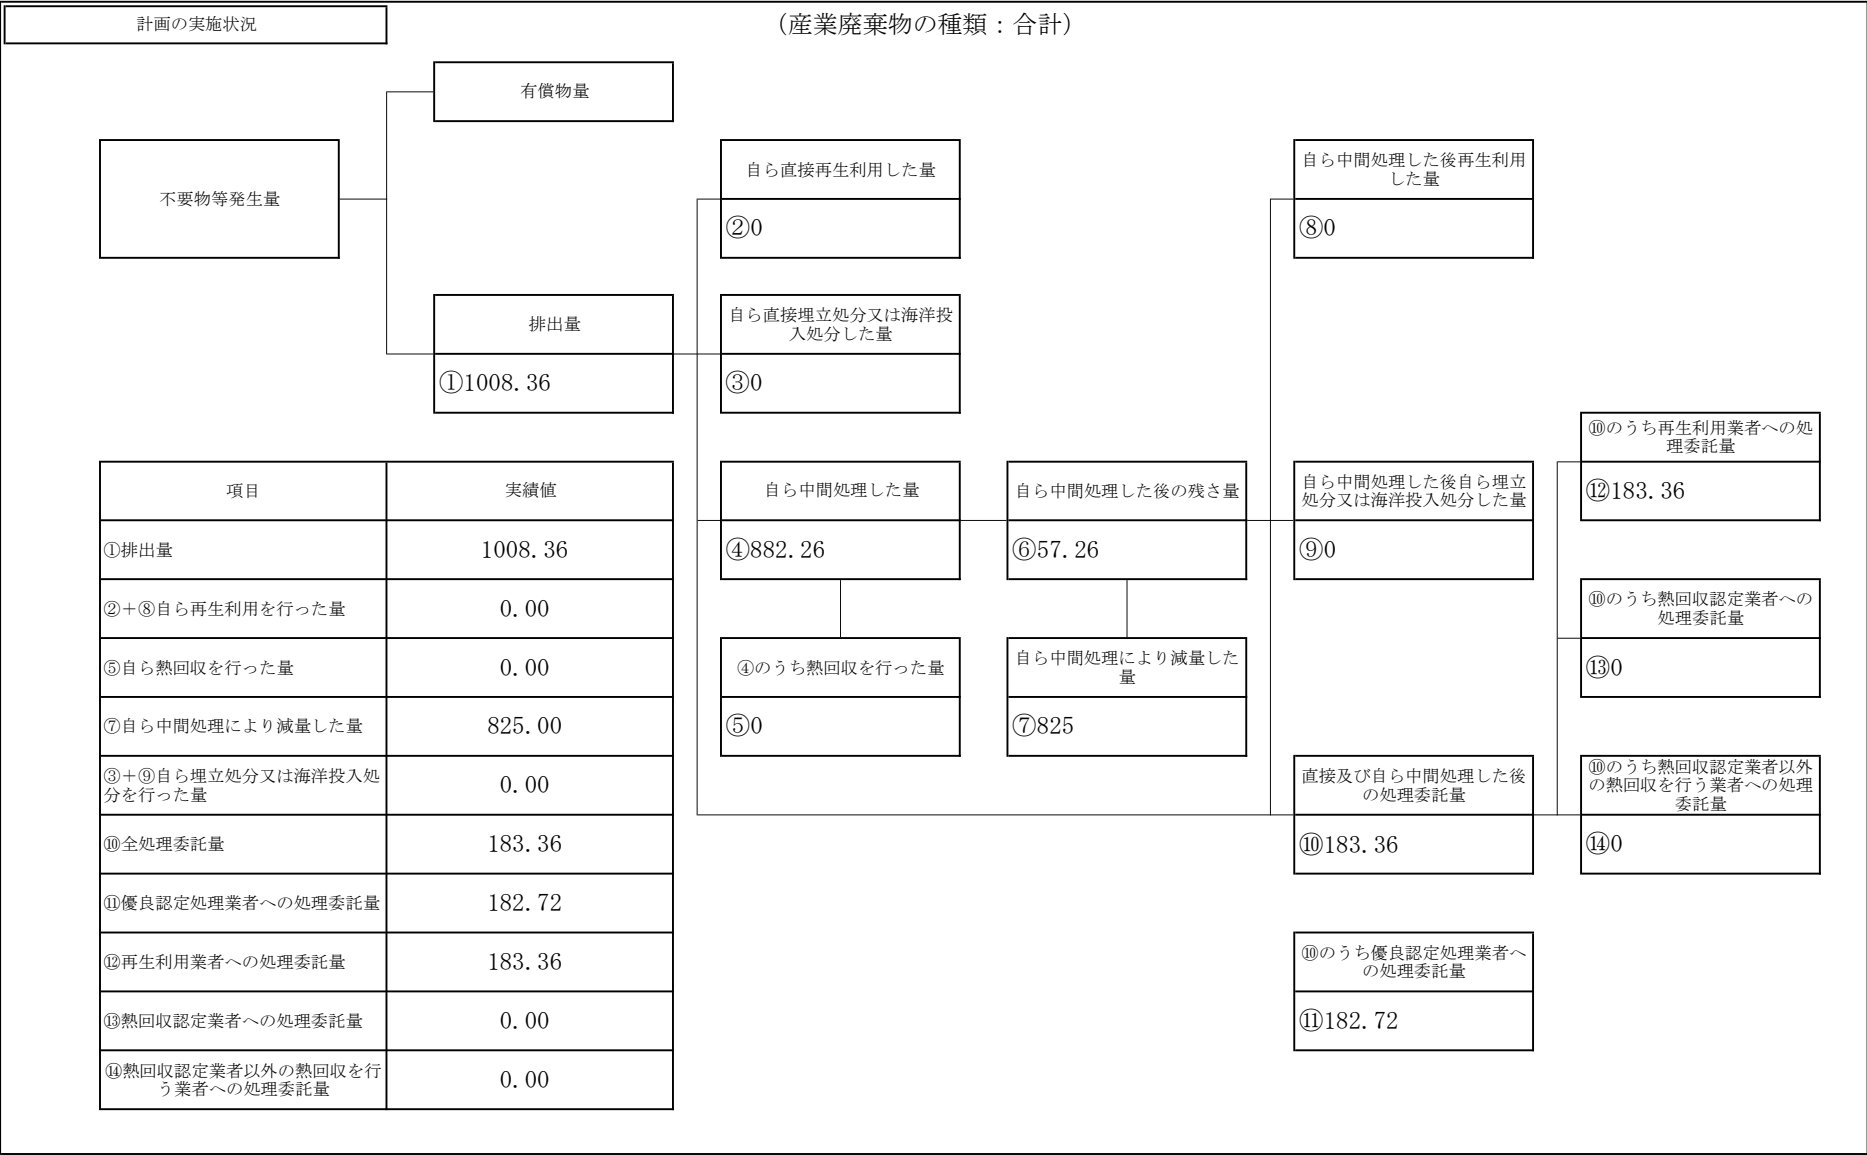 計画の実施状況
（産業廃棄物の種類：合計）
有償物量
不要物等発生量
自ら直接再生利用した量
②0
自ら中間処理した後再生利用
した量
⑧0
排出量
①1008.36
自ら直接埋立処分又は海洋投
入処分した量
③0
⑩のうち再生利用業者への処
理委託量
⑫183.36
自ら中間処理した量
④882.26
自ら中間処理した後の残さ量
⑥57.26
自ら中間処理した後自ら埋立
処分又は海洋投入処分した量
⑨0
⑩のうち熱回収認定業者への
処理委託量
⑬0
④のうち熱回収を行った量
⑤0
自ら中間処理により減量した
量
⑦825
直接及び自ら中間処理した後
の処理委託量
⑩183.36
⑩のうち熱回収認定業者以外
の熱回収を行う業者への処理
委託量
⑭0
⑩のうち優良認定処理業者へ
の処理委託量
⑪182.72
項目 実績値
①排出量 1008.36
②＋⑧自ら再生利用を行った量 0.00
⑤自ら熱回収を行った量 0.00
⑦自ら中間処理により減量した量 825.00
③＋⑨自ら埋立処分又は海洋投入処
分を行った量 0.00
⑩全処理委託量 183.36
⑪優良認定処理業者への処理委託量 182.72
⑫再生利用業者への処理委託量 183.36
⑬熱回収認定業者への処理委託量 0.00
⑭熱回収認定業者以外の熱回収を行
う業者への処理委託量 0.00